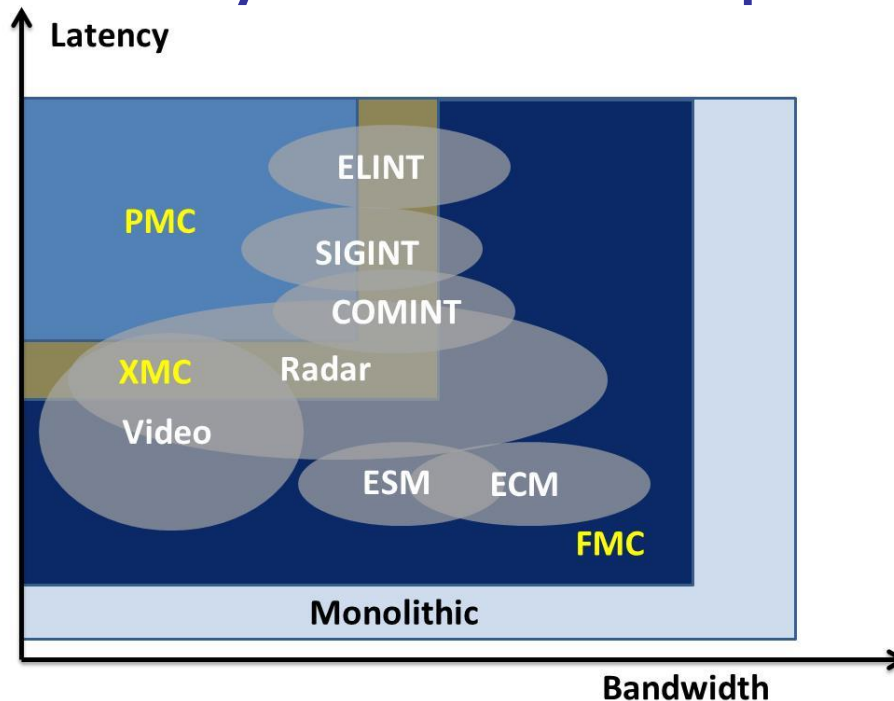 Latency
ELINT
PMC
SIGINT
COMINT
XMC
Radar
Video
ESM
ECM
FMC
Monolithic
Bandwidth